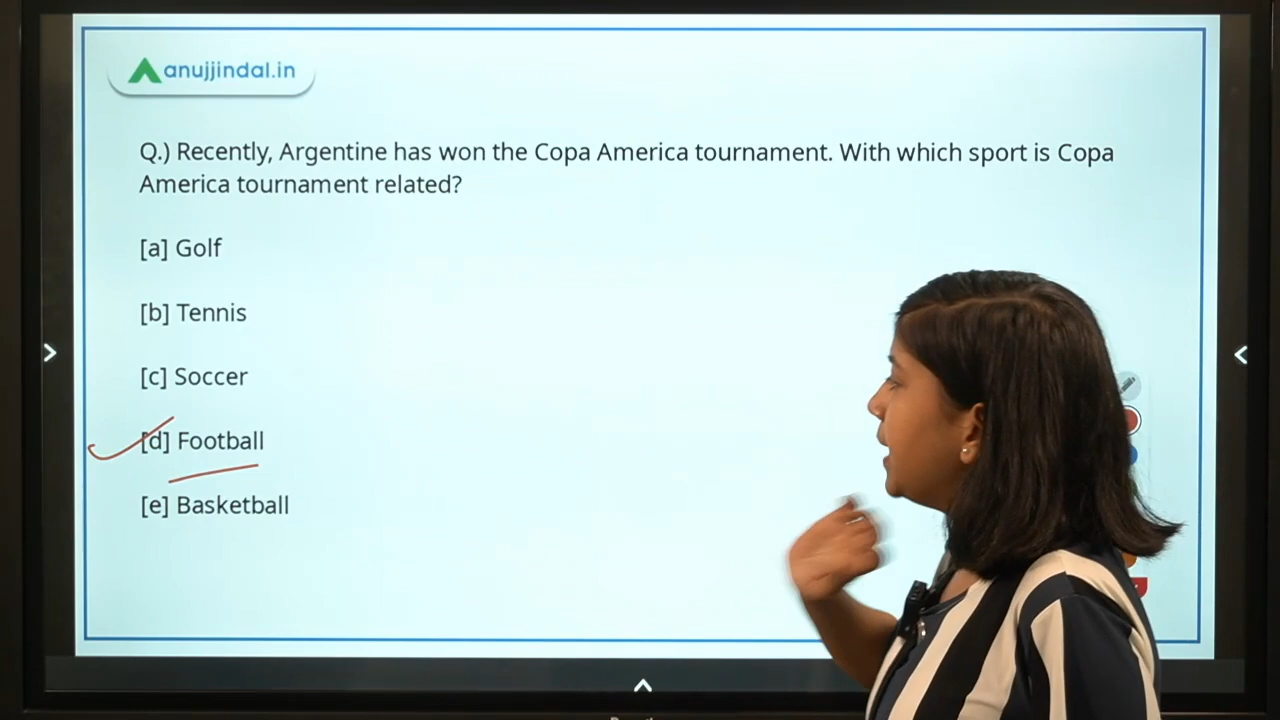 anujjindal.in
Q.) Recently, Argentine has won the Copa America tournament. With which sport is Copa
America tournament related?
[a] Golf
[b] Tennis
[c] Soccer
[d] Football
[e] Basketball